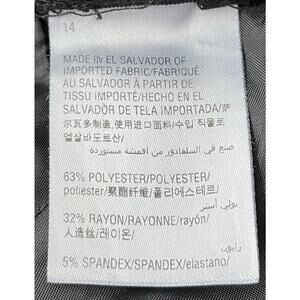 14
MADE IN EL SALVADOR OF
IMPORTED FABRIC/FABRIQUÉ
AU SALVADOR À PARTIR DE
TISSU IMPORTÉ/HECHO EN EL
SALVADOR DE TELA IMPORTADA/萨
尔瓦多制造,使用进口面料/수입 직물로
엘살바도르산/
صنع في السلفادور من أقمشة مستوردة
63% POLYESTER/POLYESTER/
poliester/聚酯纤维/폴리에스테르/
بولي أستر
32% RAYON/RAYONNE/rayón/
人造丝/레이온/
رايون
5% SPANDEX/SPANDEX/elastano/